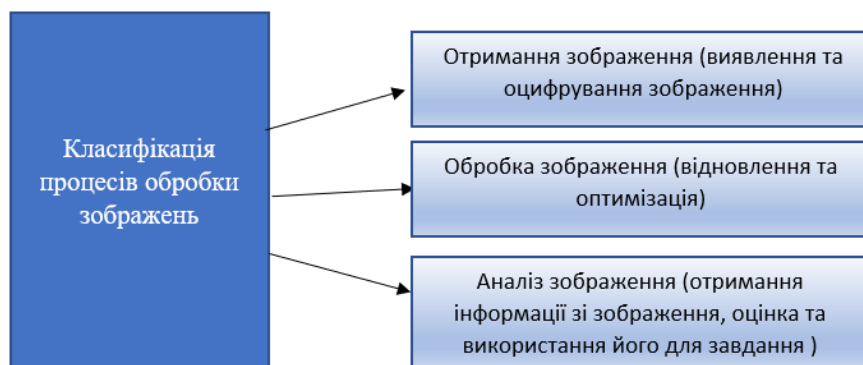 Класифікація
процесів обробки
зображень
Отримання зображення (виявлення та
оцифрування зображення)
Обробка зображення (відновлення та
оптимізація)
Аналіз зображення (отримання
інформації зі зображення, оцінка та
використання його для завдання )